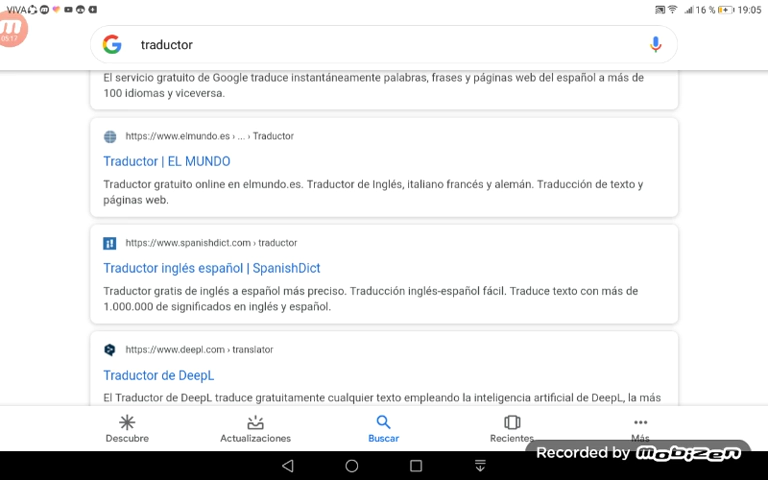 VIVA
16 % 19:05
05:17
traductor
El servicio gratuito de Google traduce instantáneamente palabras, frases y páginas web del español a más de
100 idiomas y viceversa.
https://www.elmundo.es › ... › Traductor
Traductor | EL MUNDO
Traductor gratuito online en elmundo.es. Traductor de Inglés, italiano francés y alemán. Traducción de texto y
páginas web.
https://www.spanishdict.com › traductor
Traductor inglés español | SpanishDict
Traductor gratis de inglés a español más preciso. Traducción inglés-español fácil. Traduce texto con más de
1.000.000 de significados en inglés y español.
https://www.deepl.com › translator
Traductor de DeepL
El Traductor de DeepL traduce gratuitamente cualquier texto empleando la inteligencia artificial de DeepL, la más
Descubre Actualizaciones Buscar Recientes Más
Recorded by mobizen